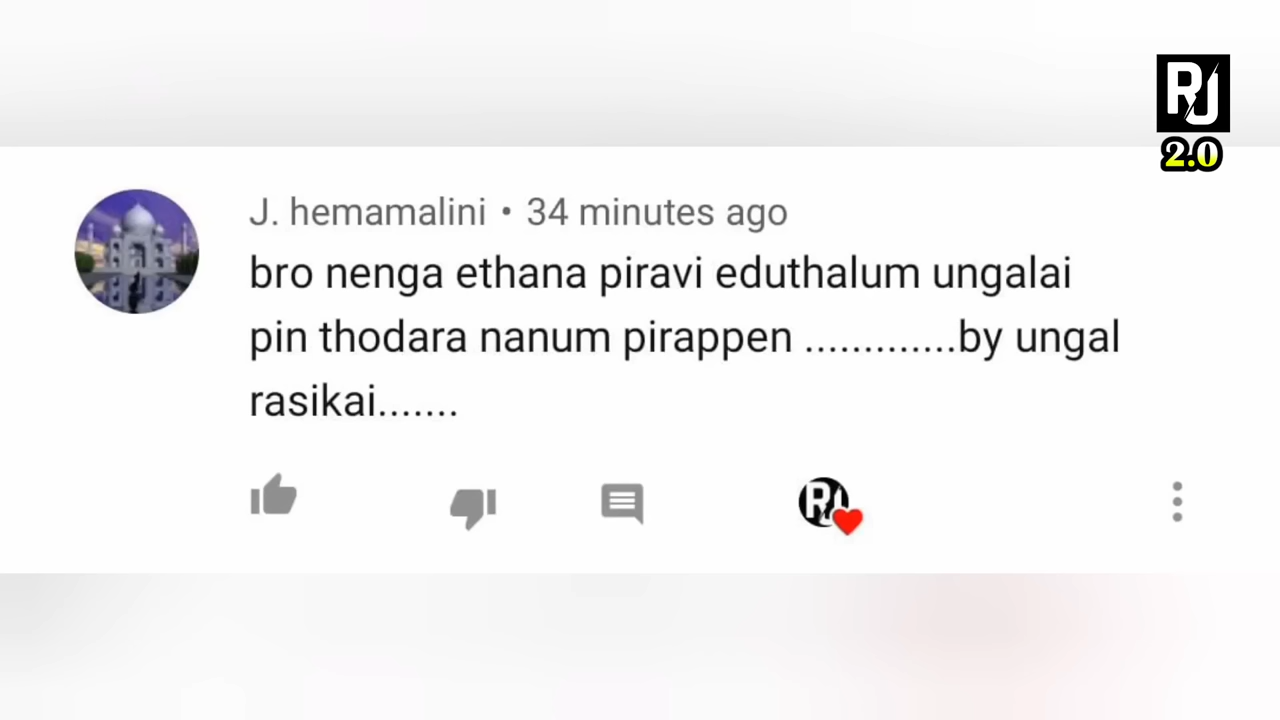 RJ
2.0
J. hemamalini • 34 minutes ago
bro nenga ethana piravi eduthalum ungalai
pin thodara nanum pirappen .............by ungal
rasikai.......
RJ